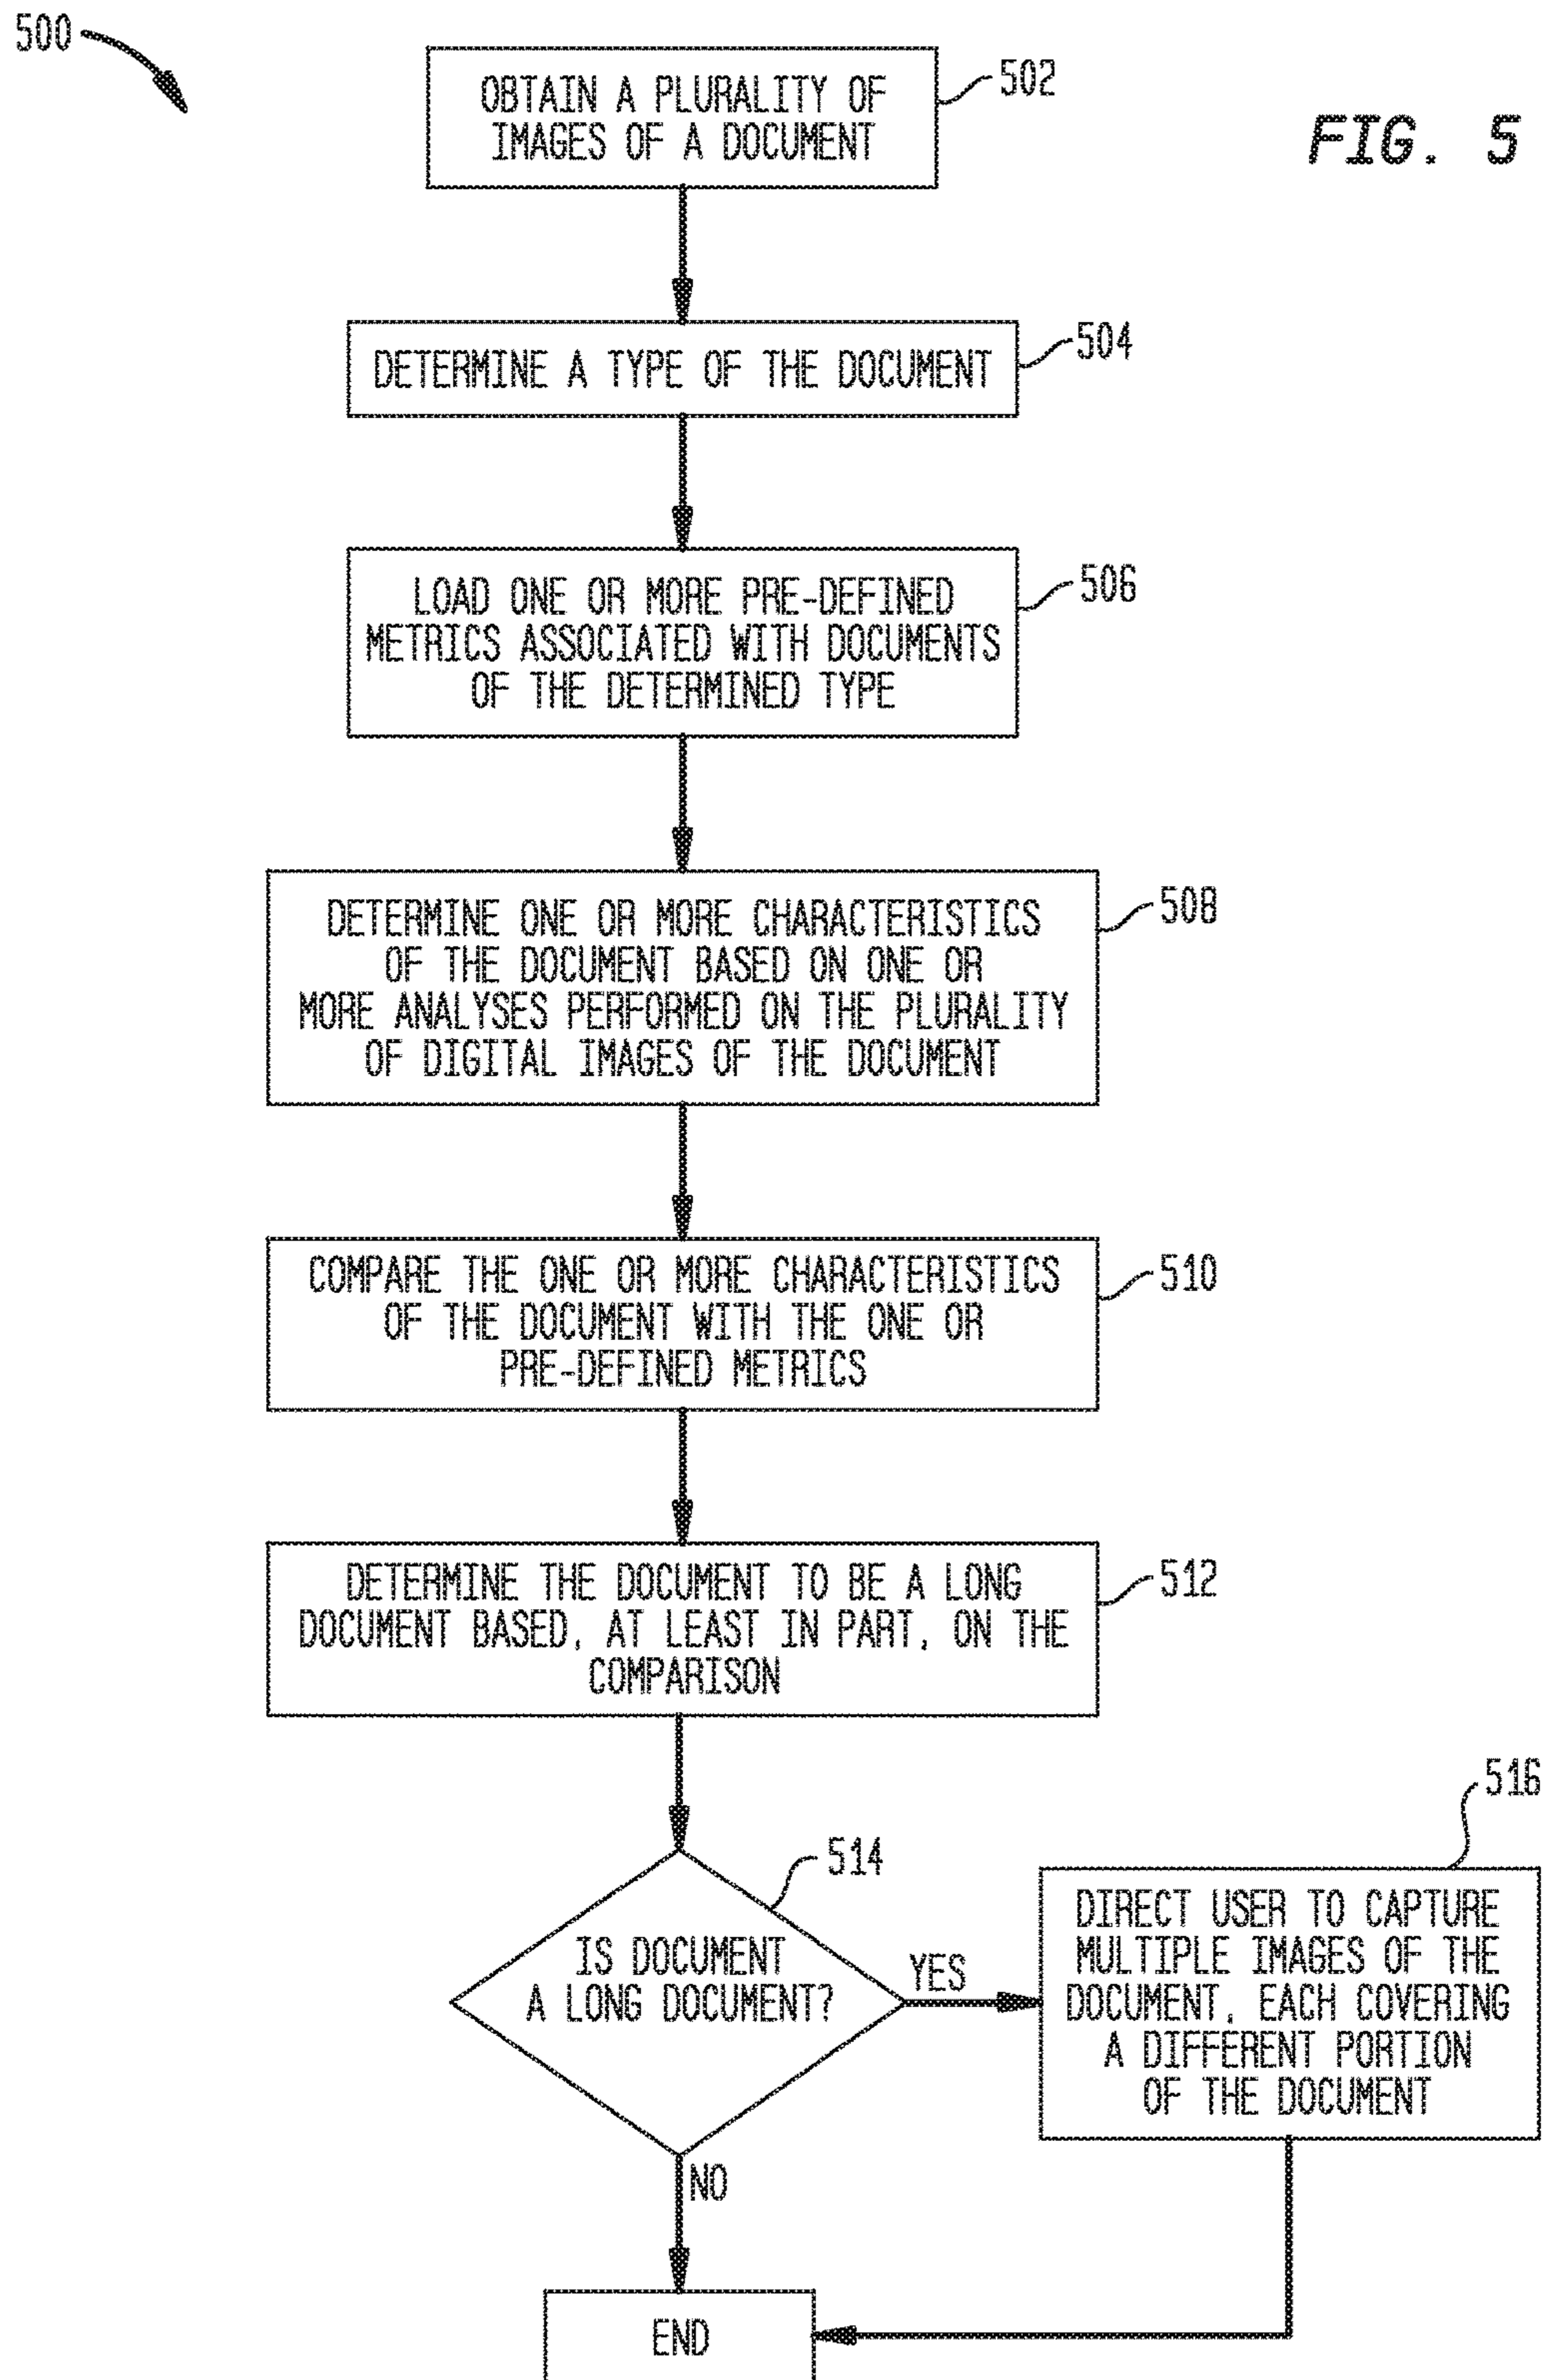 500
FIG. 5
OBTAIN A PLURALITY OF
IMAGES OF A DOCUMENT
502
DETERMINE A TYPE OF THE DOCUMENT
504
LOAD ONE OR MORE PRE-DEFINED
METRICS ASSOCIATED WITH DOCUMENTS
OF THE DETERMINED TYPE
506
DETERMINE ONE OR MORE CHARACTERISTICS
OF THE DOCUMENT BASED ON ONE OR
MORE ANALYSES PERFORMED ON THE PLURALITY
OF DIGITAL IMAGES OF THE DOCUMENT
508
COMPARE THE ONE OR MORE CHARACTERISTICS
OF THE DOCUMENT WITH THE ONE OR
PRE-DEFINED METRICS
510
DETERMINE THE DOCUMENT TO BE A LONG
DOCUMENT BASED, AT LEAST IN PART, ON THE
COMPARISON
512
IS DOCUMENT
A LONG DOCUMENT?
514
YES
NO
DIRECT USER TO CAPTURE
MULTIPLE IMAGES OF THE
DOCUMENT, EACH COVERING
A DIFFERENT PORTION
OF THE DOCUMENT
516
END